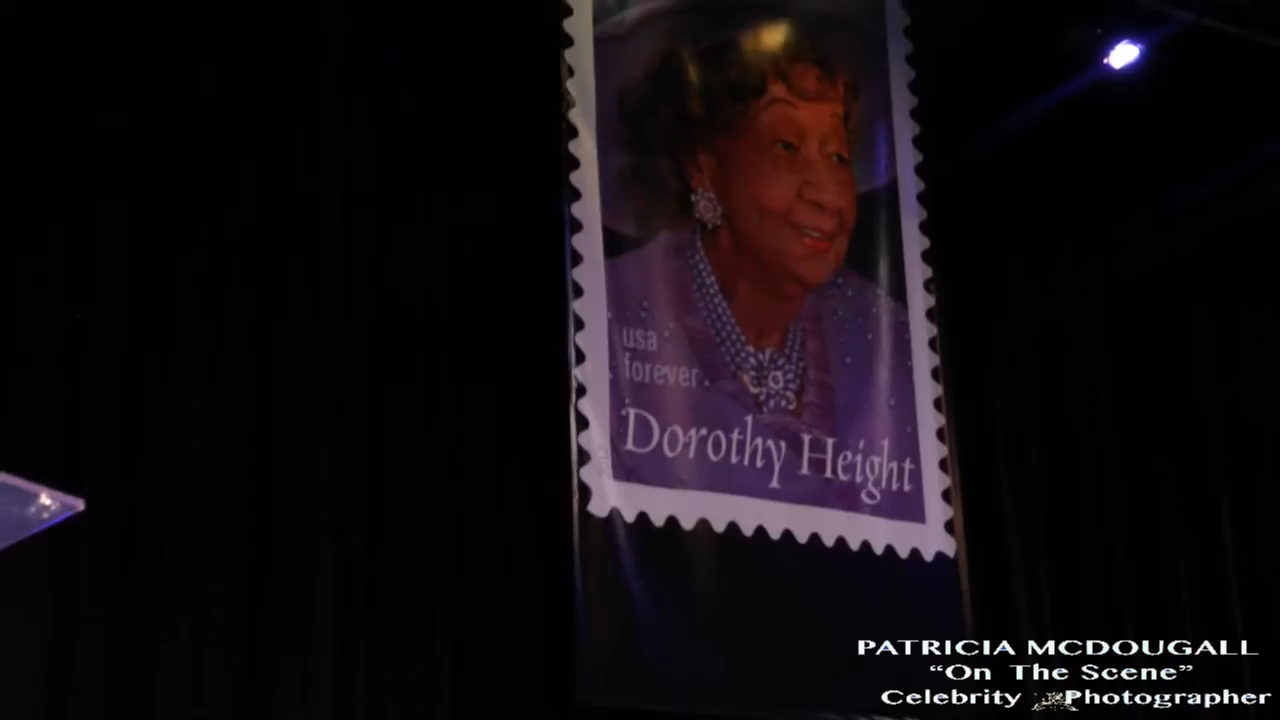 usa
forever
Dorothy Height
PATRICIA MCDOUGALL
“On The Scene”
Celebrity Photographer